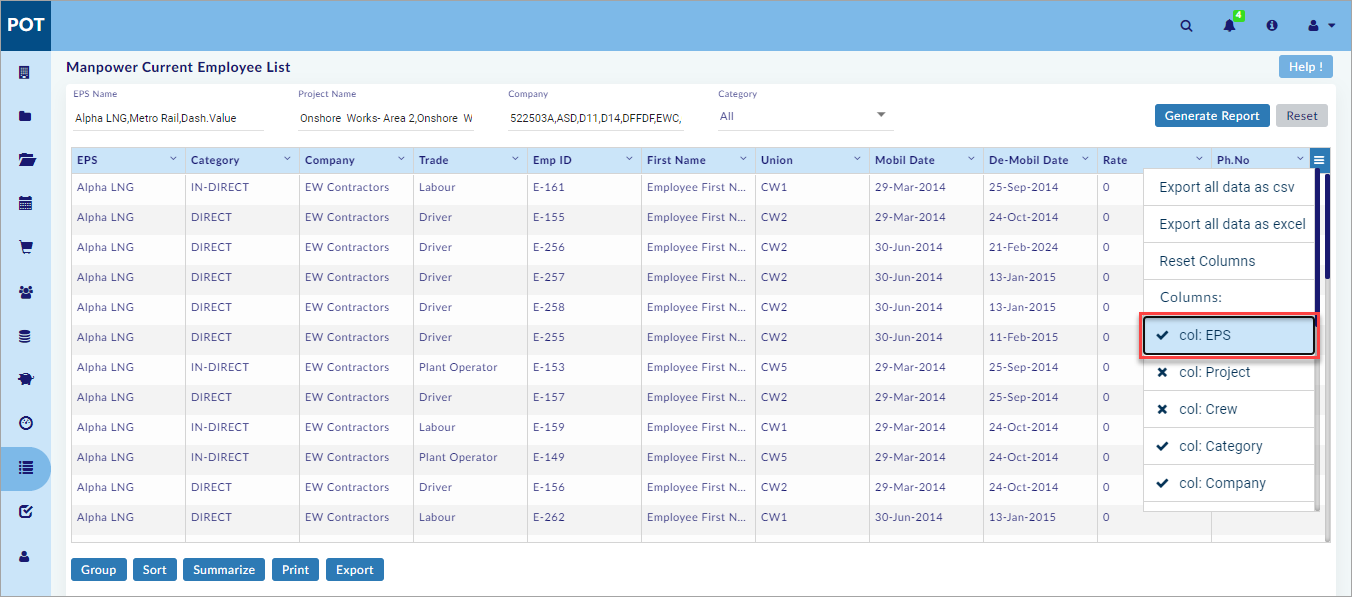 POT
4
Manpower Current Employee List
Help !
EPS Name Project Name Company Category
Alpha LNG,Metro Rail,Dash.Value Onshore Works- Area 2,Onshore W 522503A,ASD,D11,D14,DFFDF,EWC, All
Generate Report Reset
EPS Category Company Trade Emp ID First Name Union Mobil Date De-Mobil Date Rate Ph.No
Alpha LNG IN-DIRECT EW Contractors Labour E-161 Employee First N... CW1 29-Mar-2014 25-Sep-2014 0
Alpha LNG DIRECT EW Contractors Driver E-155 Employee First N... CW2 29-Mar-2014 24-Oct-2014 0
Alpha LNG DIRECT EW Contractors Driver E-256 Employee First N... CW2 30-Jun-2014 21-Feb-2024 0
Alpha LNG DIRECT EW Contractors Driver E-257 Employee First N... CW2 30-Jun-2014 13-Jan-2015 0
Alpha LNG DIRECT EW Contractors Driver E-258 Employee First N... CW2 30-Jun-2014 13-Jan-2015 0
Alpha LNG DIRECT EW Contractors Driver E-255 Employee First N... CW2 30-Jun-2014 11-Feb-2015 0
Alpha LNG IN-DIRECT EW Contractors Plant Operator E-153 Employee First N... CW5 29-Mar-2014 25-Sep-2014 0
Alpha LNG DIRECT EW Contractors Driver E-157 Employee First N... CW2 29-Mar-2014 25-Sep-2014 0
Alpha LNG IN-DIRECT EW Contractors Labour E-159 Employee First N... CW1 29-Mar-2014 24-Oct-2014 0
Alpha LNG IN-DIRECT EW Contractors Plant Operator E-149 Employee First N... CW5 29-Mar-2014 24-Oct-2014 0
Alpha LNG DIRECT EW Contractors Driver E-156 Employee First N... CW2 29-Mar-2014 24-Oct-2014 0
Alpha LNG DIRECT EW Contractors Labour E-262 Employee First N... CW1 30-Jun-2014 13-Jan-2015 0
Export all data as csv
Export all data as excel
Reset Columns
Columns:
col: EPS
col: Project
col: Crew
col: Category
col: Company
Group Sort Summarize Print Export